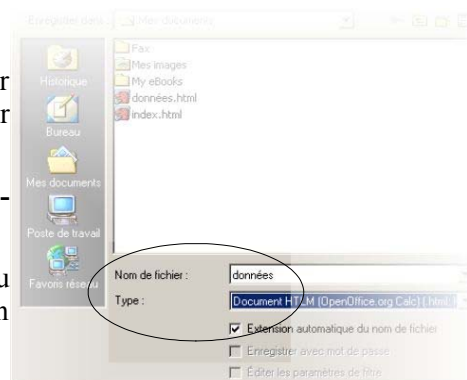 Enregistrer dans : Mes documents
Fax
Mes images
My eBooks
données.html
index.html
Historique
Bureau
Mes documents
Poste de travail
Favoris réseau
r
r
-
u
n
Nom de fichier : données
Type : Document HTLM (OpenOffice.org Calc) (.html;
Extension automatique du nom de fichier
Enregistrer avec mot de passe
Éditer les paramètres de filtre